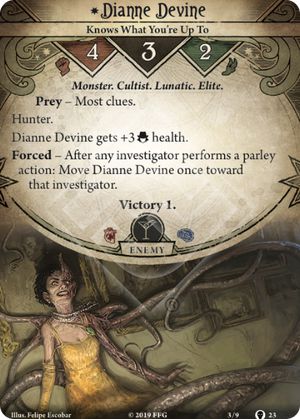 Dianne Devine
Knows What You're Up To
4 3 2
Monster. Cultist. Lunatic. Elite.
Prey – Most clues.
Hunter.
Dianne Devine gets +3 health.
Forced – After any investigator performs a parley
action: Move Dianne Devine once toward
that investigator.
Victory 1.
ENEMY
Illus. Felipe Escobar © 2019 FFG 3/9 23